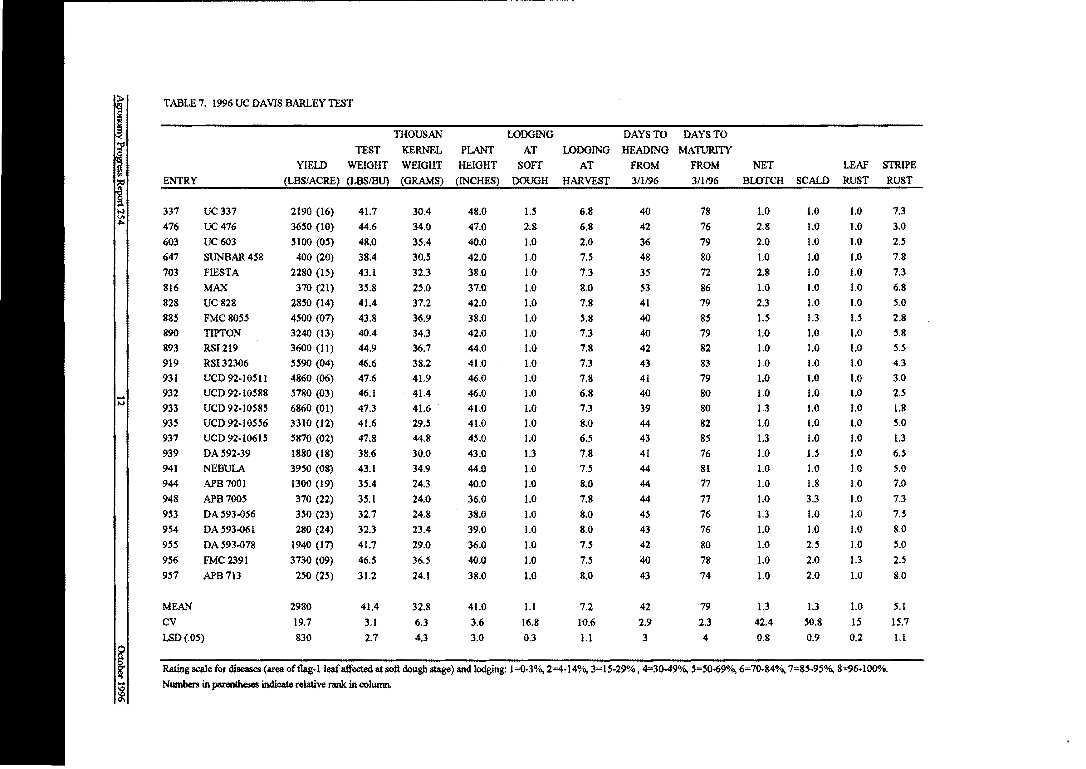 TABLE 7. 1996 UC DAVIS BARLEY TEST
THOUSAN LODGING DAYS TO DAYS TO
TEST KERNEL PLANT AT LODGING HEADING MATURITY
YIELD WEIGHT WEIGHT HEIGHT SOFT AT FROM FROM NET LEAF STRIPE
ENTRY (LBS/ACRE) (LBS/BU) (GRAMS) (INCHES) DOUGH HARVEST 3/1/96 3/1/96 BLOTCH SCALD RUST RUST
337 UC 337 2190 (16) 41.7 30.4 48.0 1.5 6.8 40 78 1.0 1.0 1.0 7.3
476 UC 476 3650 (10) 44.6 34.0 47.0 2.8 6.8 42 76 2.8 1.0 1.0 3.0
603 UC 603 5100 (05) 48.0 35.4 40.0 1.0 2.0 36 79 2.0 1.0 1.0 2.5
647 SUNBAR 458 400 (20) 38.4 30.5 42.0 1.0 7.5 48 80 1.0 1.0 1.0 7.8
703 FIESTA 2280 (15) 43.1 32.3 38.0 1.0 7.3 35 72 2.8 1.0 1.0 7.3
816 MAX 370 (21) 35.8 25.0 37.0 1.0 8.0 53 86 1.0 1.0 1.0 6.8
828 UC 828 2850 (14) 41.4 37.2 42.0 1.0 7.8 41 79 2.3 1.0 1.0 5.0
885 FMC 8055 4500 (07) 43.8 36.9 38.0 1.0 5.8 40 85 1.5 1.3 1.5 2.8
890 TIPTON 3240 (13) 40.4 34.3 42.0 1.0 7.3 40 79 1.0 1.0 1.0 5.8
893 RSI 219 3600 (11) 44.9 36.7 44.0 1.0 7.8 42 82 1.0 1.0 1.0 5.5
919 RSI 32306 5590 (04) 46.6 38.2 41.0 1.0 7.3 43 83 1.0 1.0 1.0 4.3
931 UCD 92-10511 4860 (06) 47.6 41.9 46.0 1.0 7.8 41 79 1.0 1.0 1.0 3.0
932 UCD 92-10588 5780 (03) 46.1 41.4 46.0 1.0 6.8 40 80 1.0 1.0 1.0 2.5
933 UCD 92-10585 6860 (01) 47.3 41.6 41.0 1.0 7.3 39 80 1.3 1.0 1.0 1.8
935 UCD 92-10556 3310 (12) 41.6 29.5 41.0 1.0 8.0 44 82 1.0 1.0 1.0 5.0
937 UCD 92-10615 5870 (02) 47.8 44.8 45.0 1.0 6.5 43 85 1.3 1.0 1.0 1.3
939 DA 592-39 1880 (18) 38.6 30.0 43.0 1.3 7.8 41 76 1.0 1.5 1.0 6.5
941 NEBULA 3950 (08) 43.1 34.9 44.0 1.0 7.5 44 81 1.0 1.0 1.0 5.0
944 APB 7001 1300 (19) 35.4 24.3 40.0 1.0 8.0 44 77 1.0 1.8 1.0 7.0
948 APB 7005 370 (22) 35.1 24.0 36.0 1.0 7.8 44 77 1.0 3.3 1.0 7.3
953 DA 593-056 350 (23) 32.7 24.8 38.0 1.0 8.0 45 76 1.3 1.0 1.0 7.5
954 DA 593-061 280 (24) 32.3 23.4 39.0 1.0 8.0 43 76 1.0 1.0 1.0 8.0
955 DA 593-078 1940 (17) 41.7 29.0 36.0 1.0 7.5 42 80 1.0 2.5 1.0 5.0
956 FMC 2391 3730 (09) 46.5 36.5 40.0 1.0 7.5 40 78 1.0 2.0 1.3 2.5
957 APB 713 250 (25) 31.2 24.1 38.0 1.0 8.0 43 74 1.0 2.0 1.0 8.0
MEAN 2980 41.4 32.8 41.0 1.1 7.2 42 79 1.3 1.3 1.0 5.1
CV 19.7 3.1 6.3 3.6 16.8 10.6 2.9 2.3 42.4 50.8 15 15.7
LSD (.05) 830 2.7 4.3 3.0 0.3 1.1 3 4 0.8 0.9 0.2 1.1
Rating scale for diseases (area of flag-1 leaf affected at soft dough stage) and lodging: 1=0-3%, 2=4-14%, 3=15-29% , 4=30-49%, 5=50-69%, 6=70-84%, 7=85-95%, 8=96-100%.
Numbers in parentheses indicate relative rank in column.
Agronomy Progress Report 254
12
October 1996